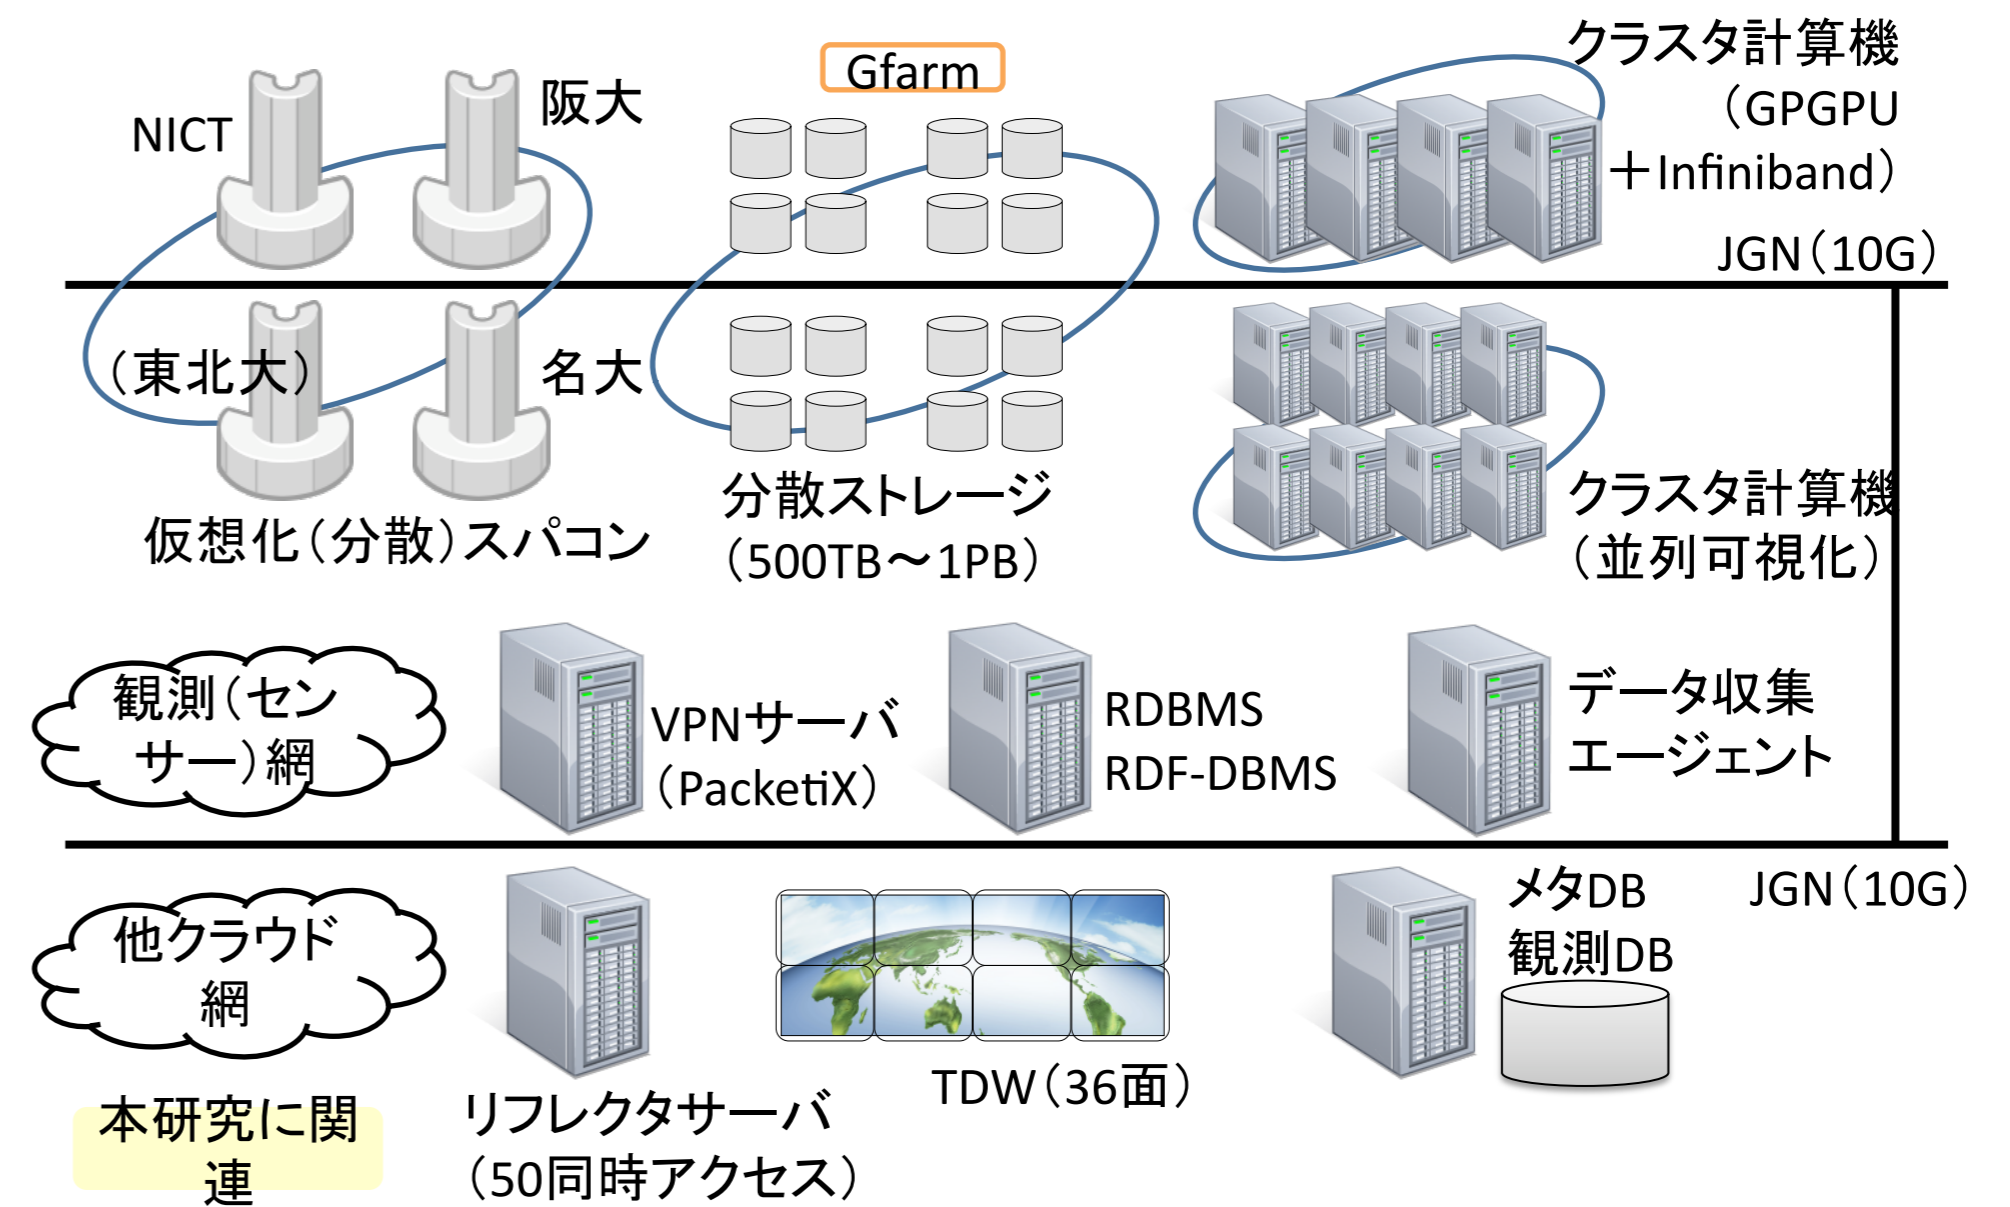 NICT
阪大
Gfarm
クラスタ計算機
（GPGPU
＋Infiniband）
JGN（10G）
（東北大）
名大
仮想化（分散）スパコン
分散ストレージ
（500TB～1PB）
クラスタ計算機
（並列可視化）
観測（セン
サー）網
VPNサーバ
（PacketiX）
RDBMS
RDF-DBMS
データ収集
エージェント
JGN（10G）
他クラウド
網
リフレクタサーバ
（50同時アクセス）
TDW（36面）
メタDB
観測DB
本研究に関
連